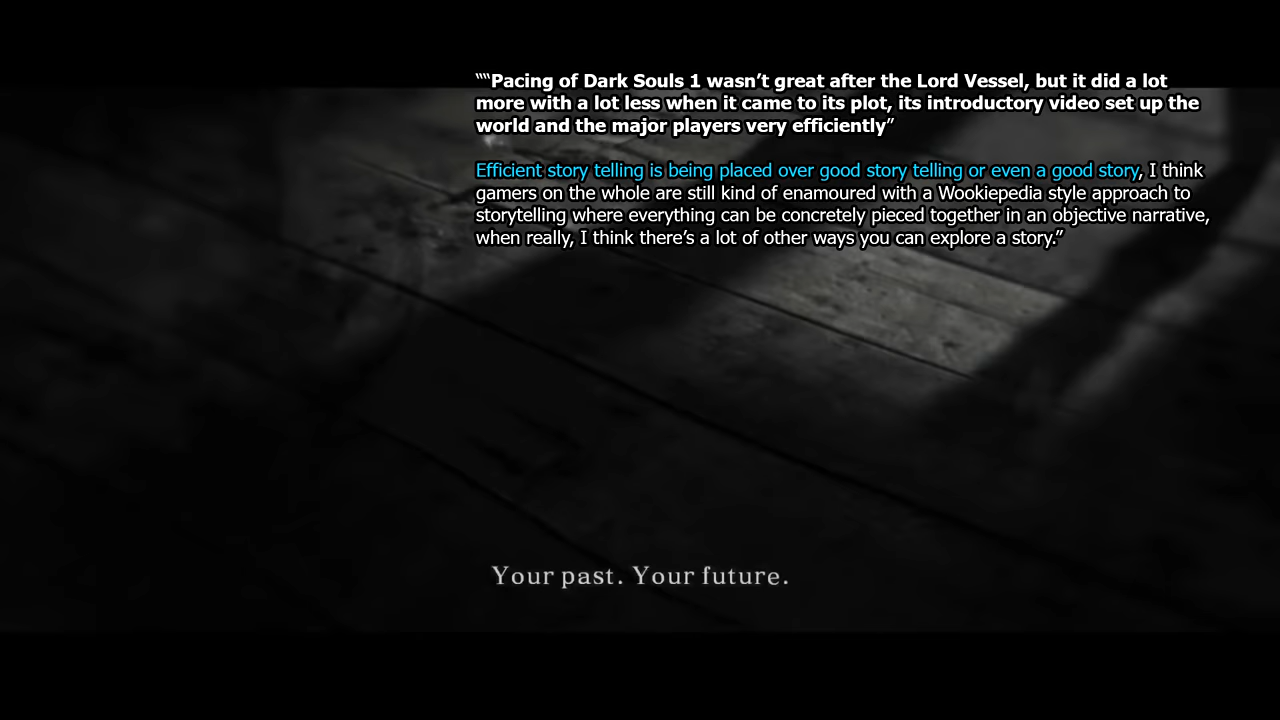 ““Pacing of Dark Souls 1 wasn’t great after the Lord Vessel, but it did a lot
more with a lot less when it came to its plot, its introductory video set up the
world and the major players very efficiently”
Efficient story telling is being placed over good story telling or even a good story, I think
gamers on the whole are still kind of enamoured with a Wookiepedia style approach to
storytelling where everything can be concretely pieced together in an objective narrative,
when really, I think there’s a lot of other ways you can explore a story.”
Your past. Your future.